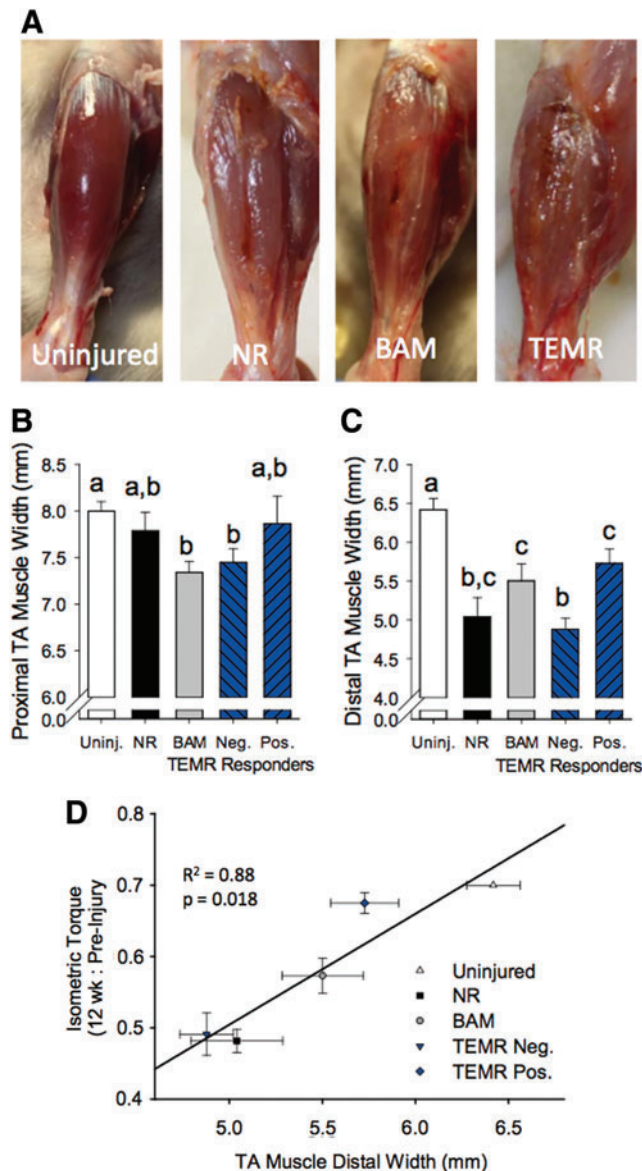 A
Uninjured NR BAM TEMR
B
Proximal TA Muscle Width (mm)
8.5
8.0
7.5
7.0
6.5
6.0
0.0
a a,b b b a,b
Uninj. NR BAM Neg. Pos.
TEMR Responders
C
Distal TA Muscle Width (mm)
7.0
6.5
6.0
5.5
5.0
4.5
4.0
0.0
a b,c c b c
Uninj. NR BAM Neg. Pos.
TEMR Responders
D
Isometric Torque
(12 wk : Pre-Injury)
0.8
0.7
0.6
0.5
0.4
R² = 0.88
p = 0.018
Uninjured
NR
BAM
TEMR Neg.
TEMR Pos.
5.0 5.5 6.0 6.5
TA Muscle Distal Width (mm)